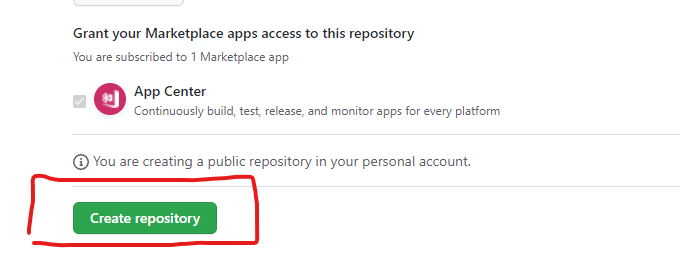 Grant your Marketplace apps access to this repository
You are subscribed to 1 Marketplace app
App Center
Continuously build, test, release, and monitor apps for every platform
You are creating a public repository in your personal account.
Create repository